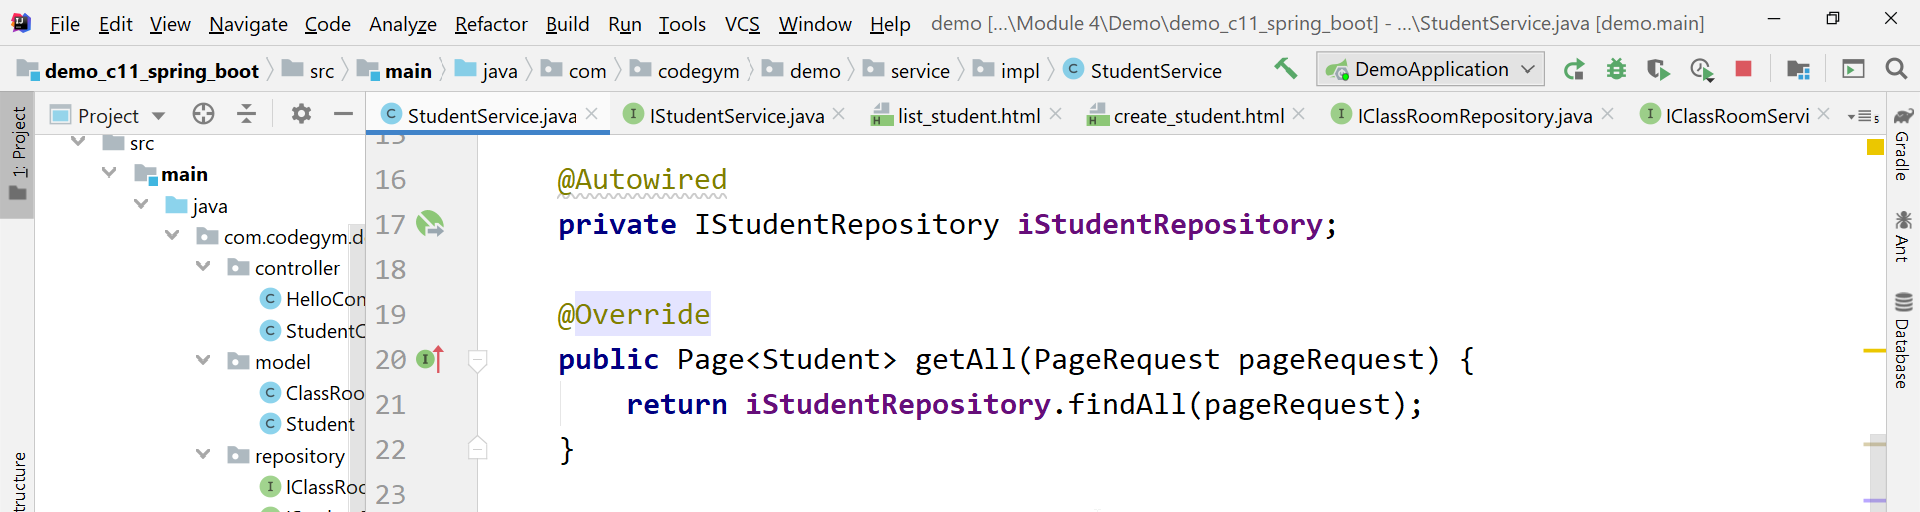 File Edit View Navigate Code Analyze Refactor Build Run Tools VCS Window Help demo [...\Module 4\Demo\demo_c11_spring_boot] - ...\StudentService.java [demo.main]
demo_c11_spring_boot src main java com codegym demo service impl StudentService DemoApplication
1: Project
Project
StudentService.java IStudentService.java list_student.html create_student.html IClassRoomRepository.java IClassRoomServi 5
src
main
java
com.codegym.d
controller
HelloCon
StudentC
model
ClassRoo
Student
repository
IClassRoo
tructure
15
16 @Autowired
17 private IStudentRepository iStudentRepository;
18
19 @Override
20 public Page<Student> getAll(PageRequest pageRequest) {
21 return iStudentRepository.findAll(pageRequest);
22 }
23
Gradle
Ant
Database